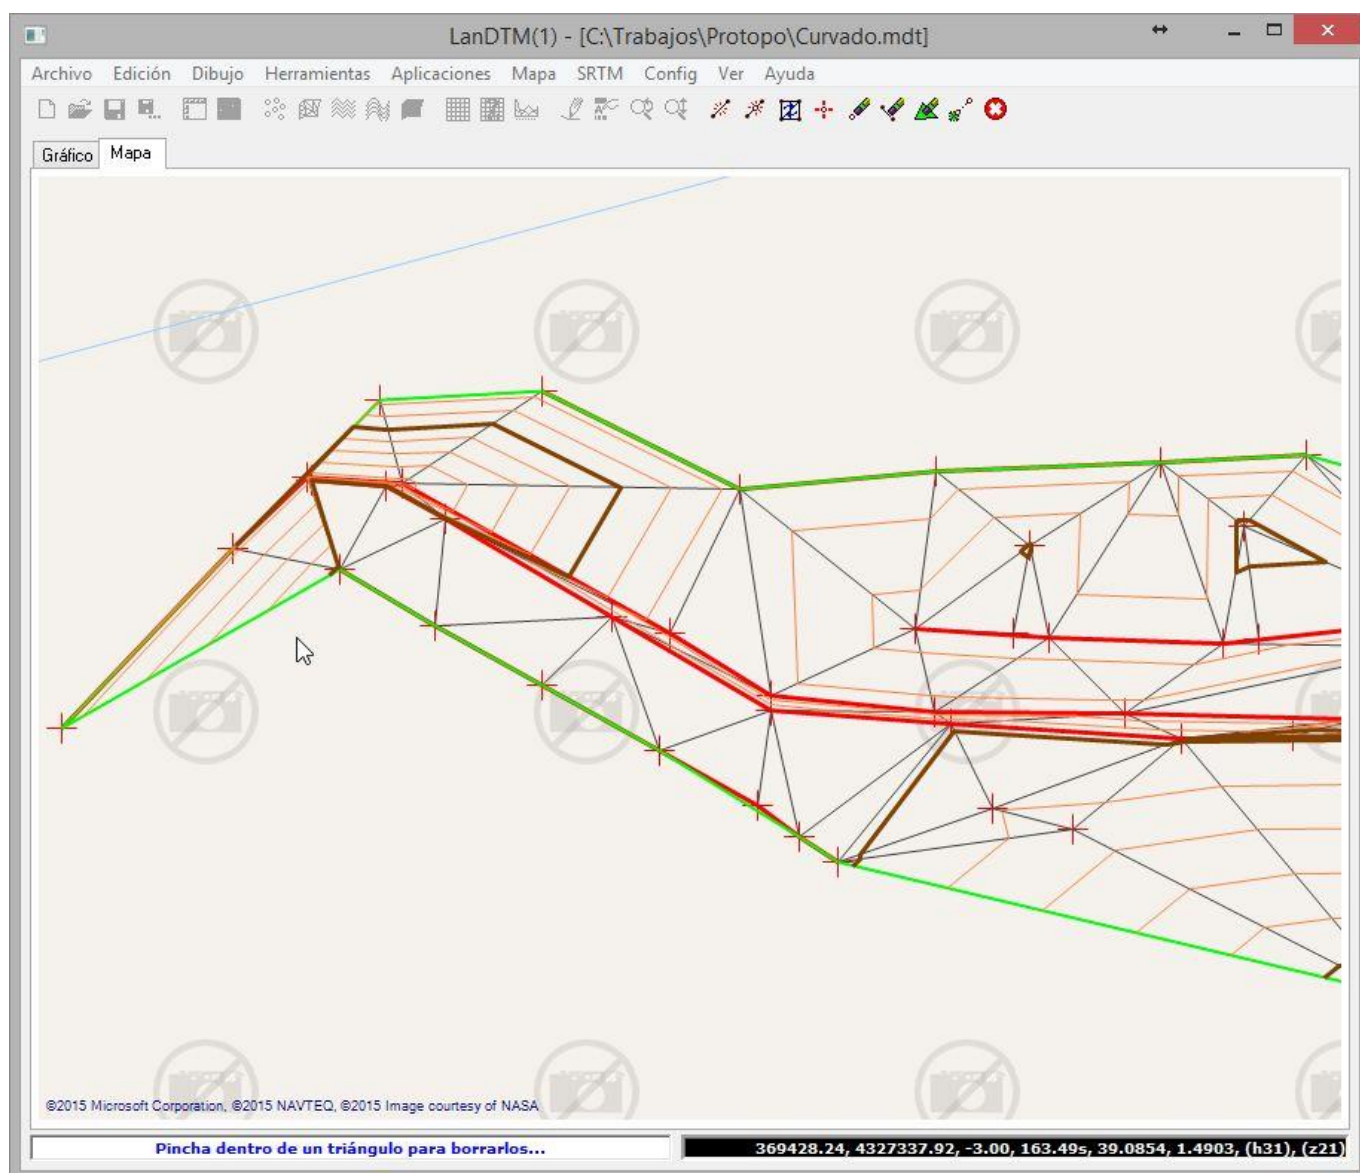 LanDTM(1) - [C:\Trabajos\Protopo\Curvado.mdt]
Archivo Edición Dibujo Herramientas Aplicaciones Mapa SRTM Config Ver Ayuda
Gráfico Mapa
©2015 Microsoft Corporation, ©2015 NAVTEQ, ©2015 Image courtesy of NASA
Pincha dentro de un triángulo para borrarlos... 369428.24, 4327337.92, -3.00, 163.49s, 39.0854, 1.4903, (h31), (z21)